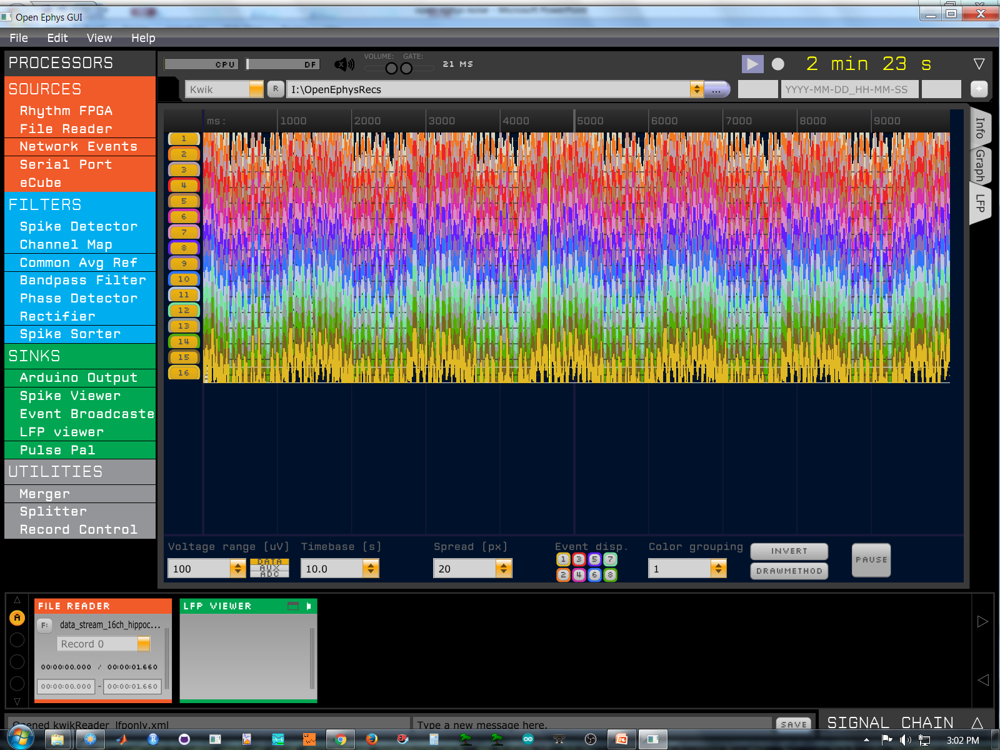 Open Ephys GUI
File Edit View Help
PROCESSORS
SOURCES
Rhythm FPGA
File Reader
Network Events
Serial Port
eCube
FILTERS
Spike Detector
Channel Map
Common Avg Ref
Bandpass Filter
Phase Detector
Rectifier
Spike Sorter
SINKS
Arduino Output
Spike Viewer
Event Broadcaste
LFP viewer
Pulse Pal
UTILITIES
Merger
Splitter
Record Control
CPU DF VOLUME: GATE: 21 MS 2 min 23 s
Kwik R I:\OpenEphysRecs ... YYYY-MM-DD_HH-MM-SS +
ms: 1000 2000 3000 4000 5000 6000 7000 8000 9000
1
2
3
4
5
6
7
8
9
10
11
12
13
14
15
16
Info
Graph
LFP
Voltage range (uV) Timebase (s) Spread (px) Event disp. Color grouping
100 DATA AUX ADC 10.0 20 1 3 5 7 2 4 6 8 1
INVERT
DRAWMETHOD
PAUSE
A
FILE READER
F: data_stream_16ch_hippoc...
Record 0
00:00:00.000 / 00:00:01.660
00:00:00.000 - 00:00:01.660
LFP VIEWER
Opened kwikReader_lfponly.xml
Type a new message here.
SAVE
SIGNAL CHAIN
3:02 PM